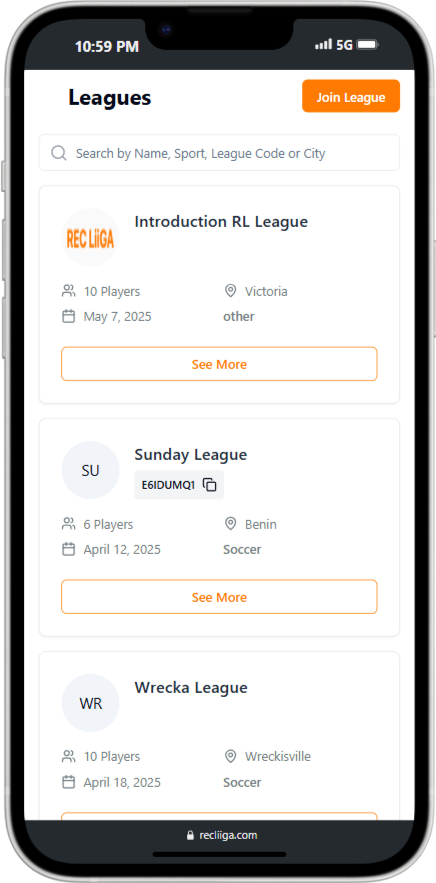 10:59 PM 5G
Leagues Join League
Search by Name, Sport, League Code or City
REC LiiGA Introduction RL League
10 Players Victoria
May 7, 2025 other
See More
SU Sunday League
E6IDUMQ1
6 Players Benin
April 12, 2025 Soccer
See More
WR Wrecka League
10 Players Wreckisville
April 18, 2025 Soccer
recliiga.com